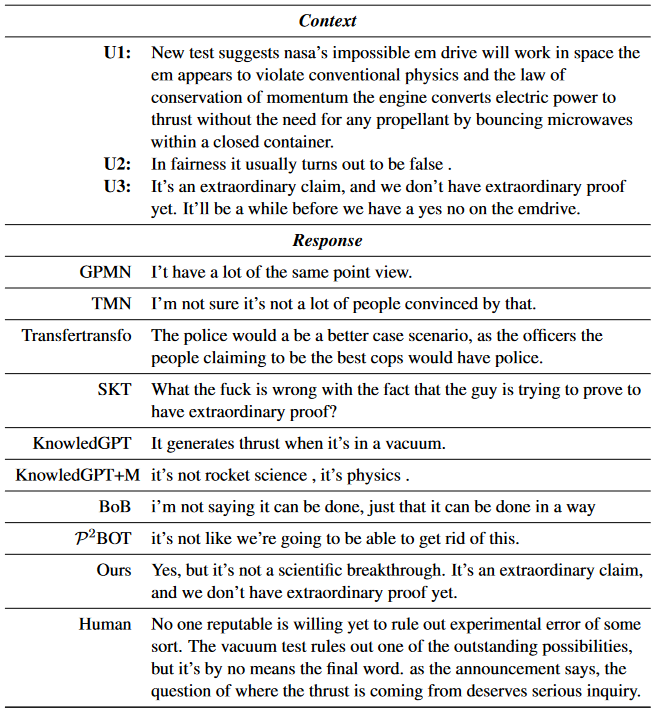 Context
U1: New test suggests nasa's impossible em drive will work in space the
em appears to violate conventional physics and the law of
conservation of momentum the engine converts electric power to
thrust without the need for any propellant by bouncing microwaves
within a closed container.
U2: In fairness it usually turns out to be false .
U3: It's an extraordinary claim, and we don't have extraordinary proof
yet. It'll be a while before we have a yes no on the emdrive.
Response
GPMN I't have a lot of the same point view.
TMN I'm not sure it's not a lot of people convinced by that.
Transfertransfo The police would a be a better case scenario, as the officers the
people claiming to be the best cops would have police.
SKT What the fuck is wrong with the fact that the guy is trying to prove to
have extraordinary proof?
KnowledGPT It generates thrust when it's in a vacuum.
KnowledGPT+M it's not rocket science , it's physics .
BoB i'm not saying it can be done, just that it can be done in a way
P²BOT it's not like we're going to be able to get rid of this.
Ours Yes, but it's not a scientific breakthrough. It's an extraordinary claim,
and we don't have extraordinary proof yet.
Human No one reputable is willing yet to rule out experimental error of some
sort. The vacuum test rules out one of the outstanding possibilities,
but it's by no means the final word. as the announcement says, the
question of where the thrust is coming from deserves serious inquiry.